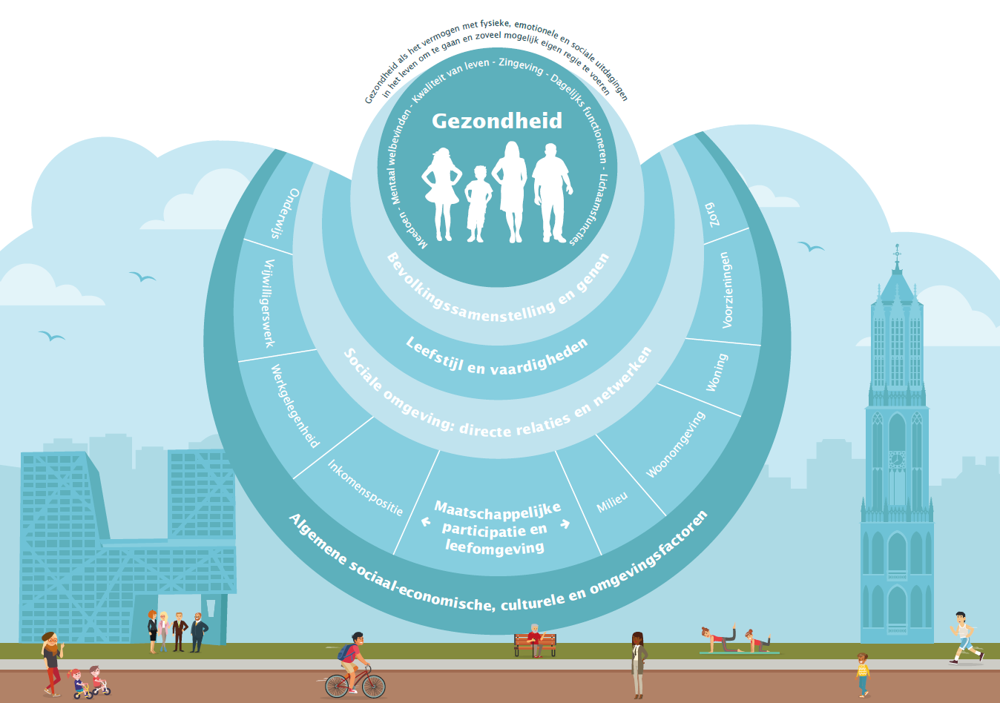 Gezondheid als het vermogen met fysieke, emotionele en sociale uitdagingen
in het leven om te gaan en zoveel mogelijk eigen regie te voeren
Meedoen - Mentaal welbevinden - Kwaliteit van leven - Zingeving - Dagelijks functioneren - Lichaamsfuncties
Gezondheid
Bevolkingssamenstelling en genen
Leefstijl en vaardigheden
Sociale omgeving: directe relaties en netwerken
Onderwijs
Vrijwilligerswerk
Werkgelegenheid
Inkomenspositie
Maatschappelijke
participatie en
leefomgeving
Milieu
Woonomgeving
Woning
Voorzieningen
Zorg
Algemene sociaal-economische, culturele en omgevingsfactoren